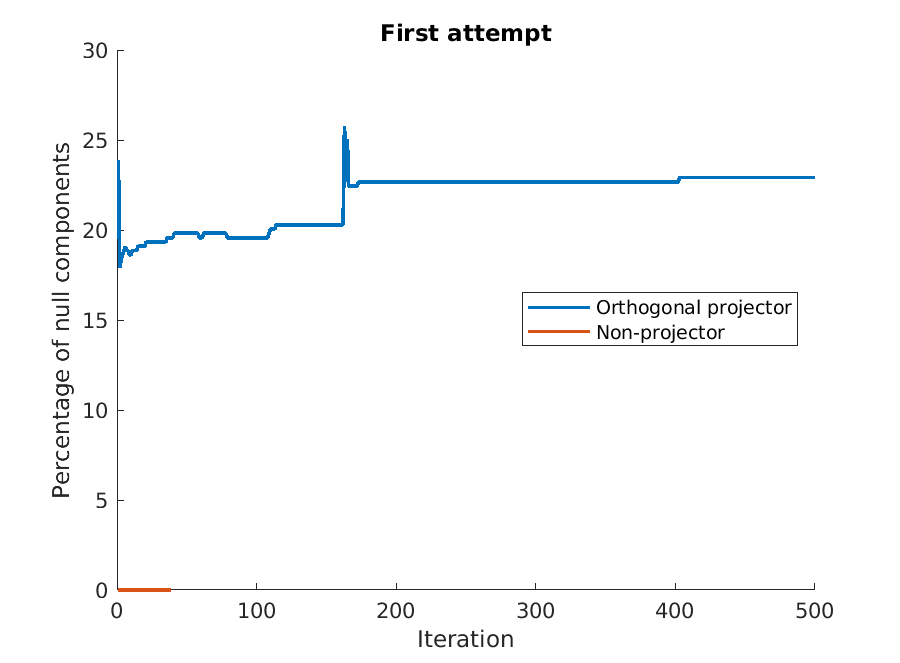 First attempt
Percentage of null components
30
25
20
15
10
5
0
Orthogonal projector
Non-projector
0 100 200 300 400 500
Iteration